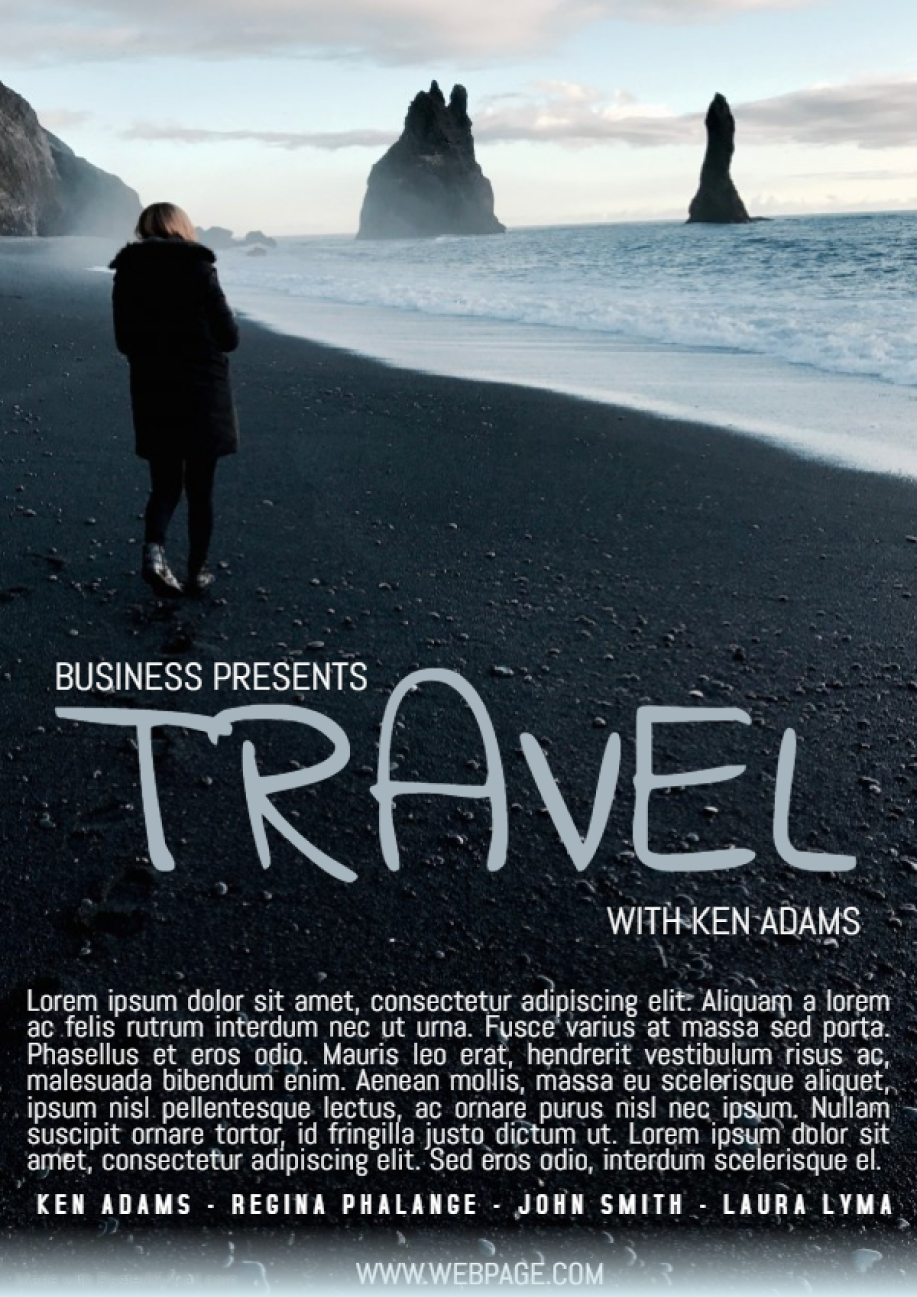 BUSINESS PRESENTS
TRAVEL
WITH KEN ADAMS
Lorem ipsum dolor sit amet, consectetur adipiscing elit. Aliquam a lorem
ac felis rutrum interdum nec ut urna. Fusce varius at massa sed porta.
Phasellus et eros odio. Mauris leo erat, hendrerit vestibulum risus ac,
malesuada bibendum enim. Aenean mollis, massa eu scelerisque aliquet,
ipsum nisl pellentesque lectus, ac ornare purus nisl nec ipsum. Nullam
suscipit ornare tortor, id fringilla justo dictum ut. Lorem ipsum dolor sit
amet, consectetur adipiscing elit. Sed eros odio, interdum scelerisque el.
KEN ADAMS - REGINA PHALANGE - JOHN SMITH - LAURA LYMA
WWW.WEBPAGE.COM